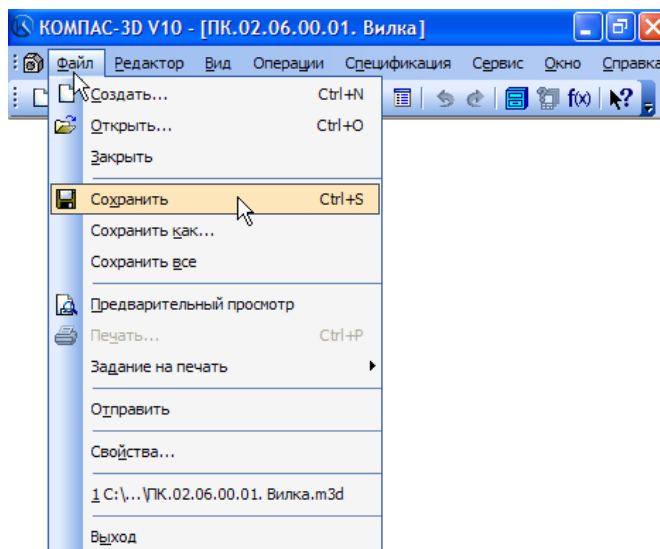 КОМПАС-3D V10 - [ПК.02.06.00.01. Вилка]
Файл Редактор Вид Операции Спецификация Сервис Окно Справка
f(x) ?
Создать... Ctrl+N
Открыть... Ctrl+O
Закрыть
Сохранить Ctrl+S
Сохранить как...
Сохранить все
Предварительный просмотр
Печать... Ctrl+P
Задание на печать
Отправить
Свойства...
1 C:\...\ПК.02.06.00.01. Вилка.m3d
Выход